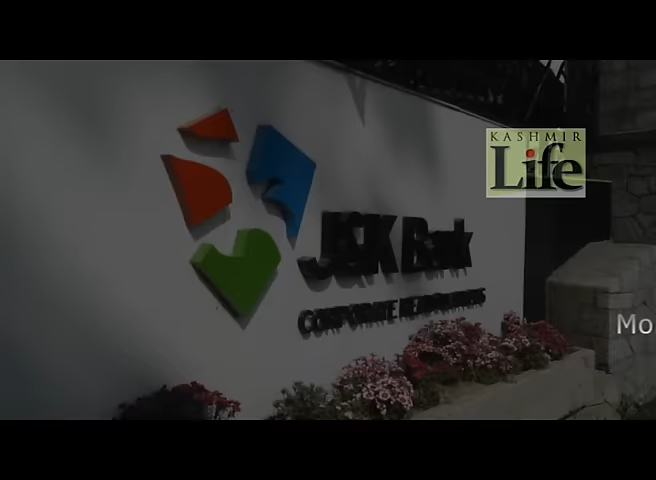 KASHMIR
Life
J&K Bank
CORPORATE HEADQUARTERS
Mo